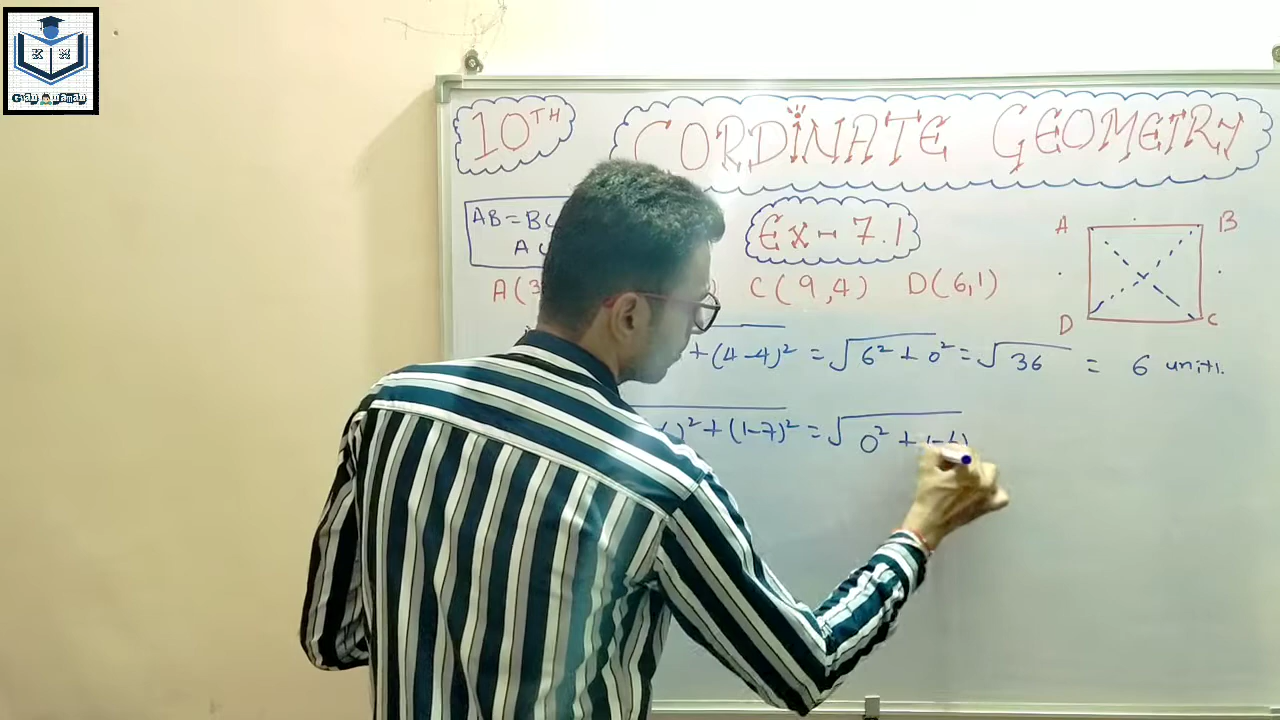 10TH CORDINATE GEOMETRY
AB = BC
Ex - 7.1
A B
A(3 ) C(9,4) D(6,1)
D C
+ (4-4)² = √6² + 0² = √36 = 6 units.
)² + (1-7)² = √0² + (-6)